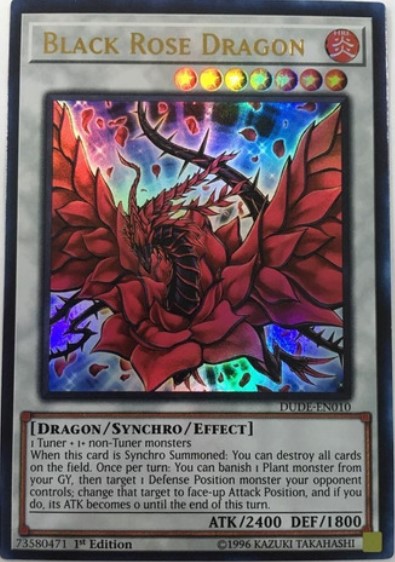 BLACK ROSE DRAGON
炎
DUDE-EN010
[DRAGON/SYNCHRO/EFFECT]
1 Tuner + 1+ non-Tuner monsters
When this card is Synchro Summoned: You can destroy all
cards on the field. Once per turn: You can banish 1 Plant monster from
your GY, then target 1 Defense Position monster your opponent
controls; change that target to face-up Attack Position, and if you
do, its ATK becomes 0 until the end of this turn.
ATK/2400 DEF/1800
73580471 1st Edition ©1996 KAZUKI TAKAHASHI